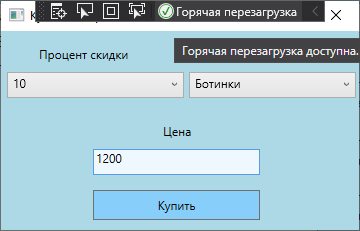 Горячая перезагрузка
Горячая перезагрузка доступна.
Процент скидки
10
Ботинки
Цена
1200
Купить